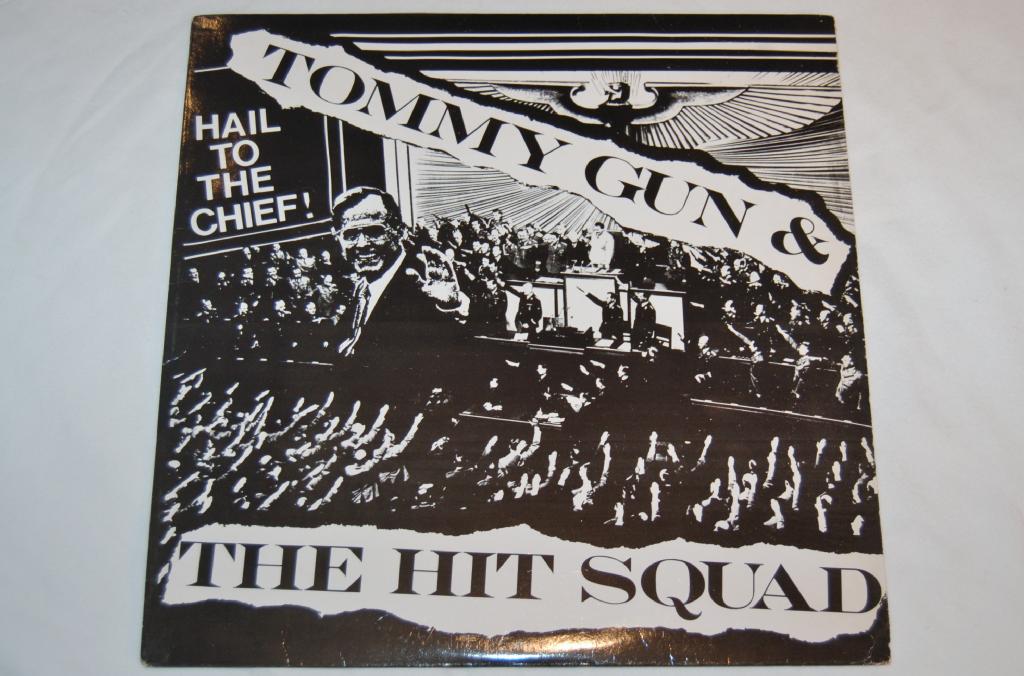 TOMMY GUN &
HAIL
TO
THE
CHIEF!
THE HIT SQUAD